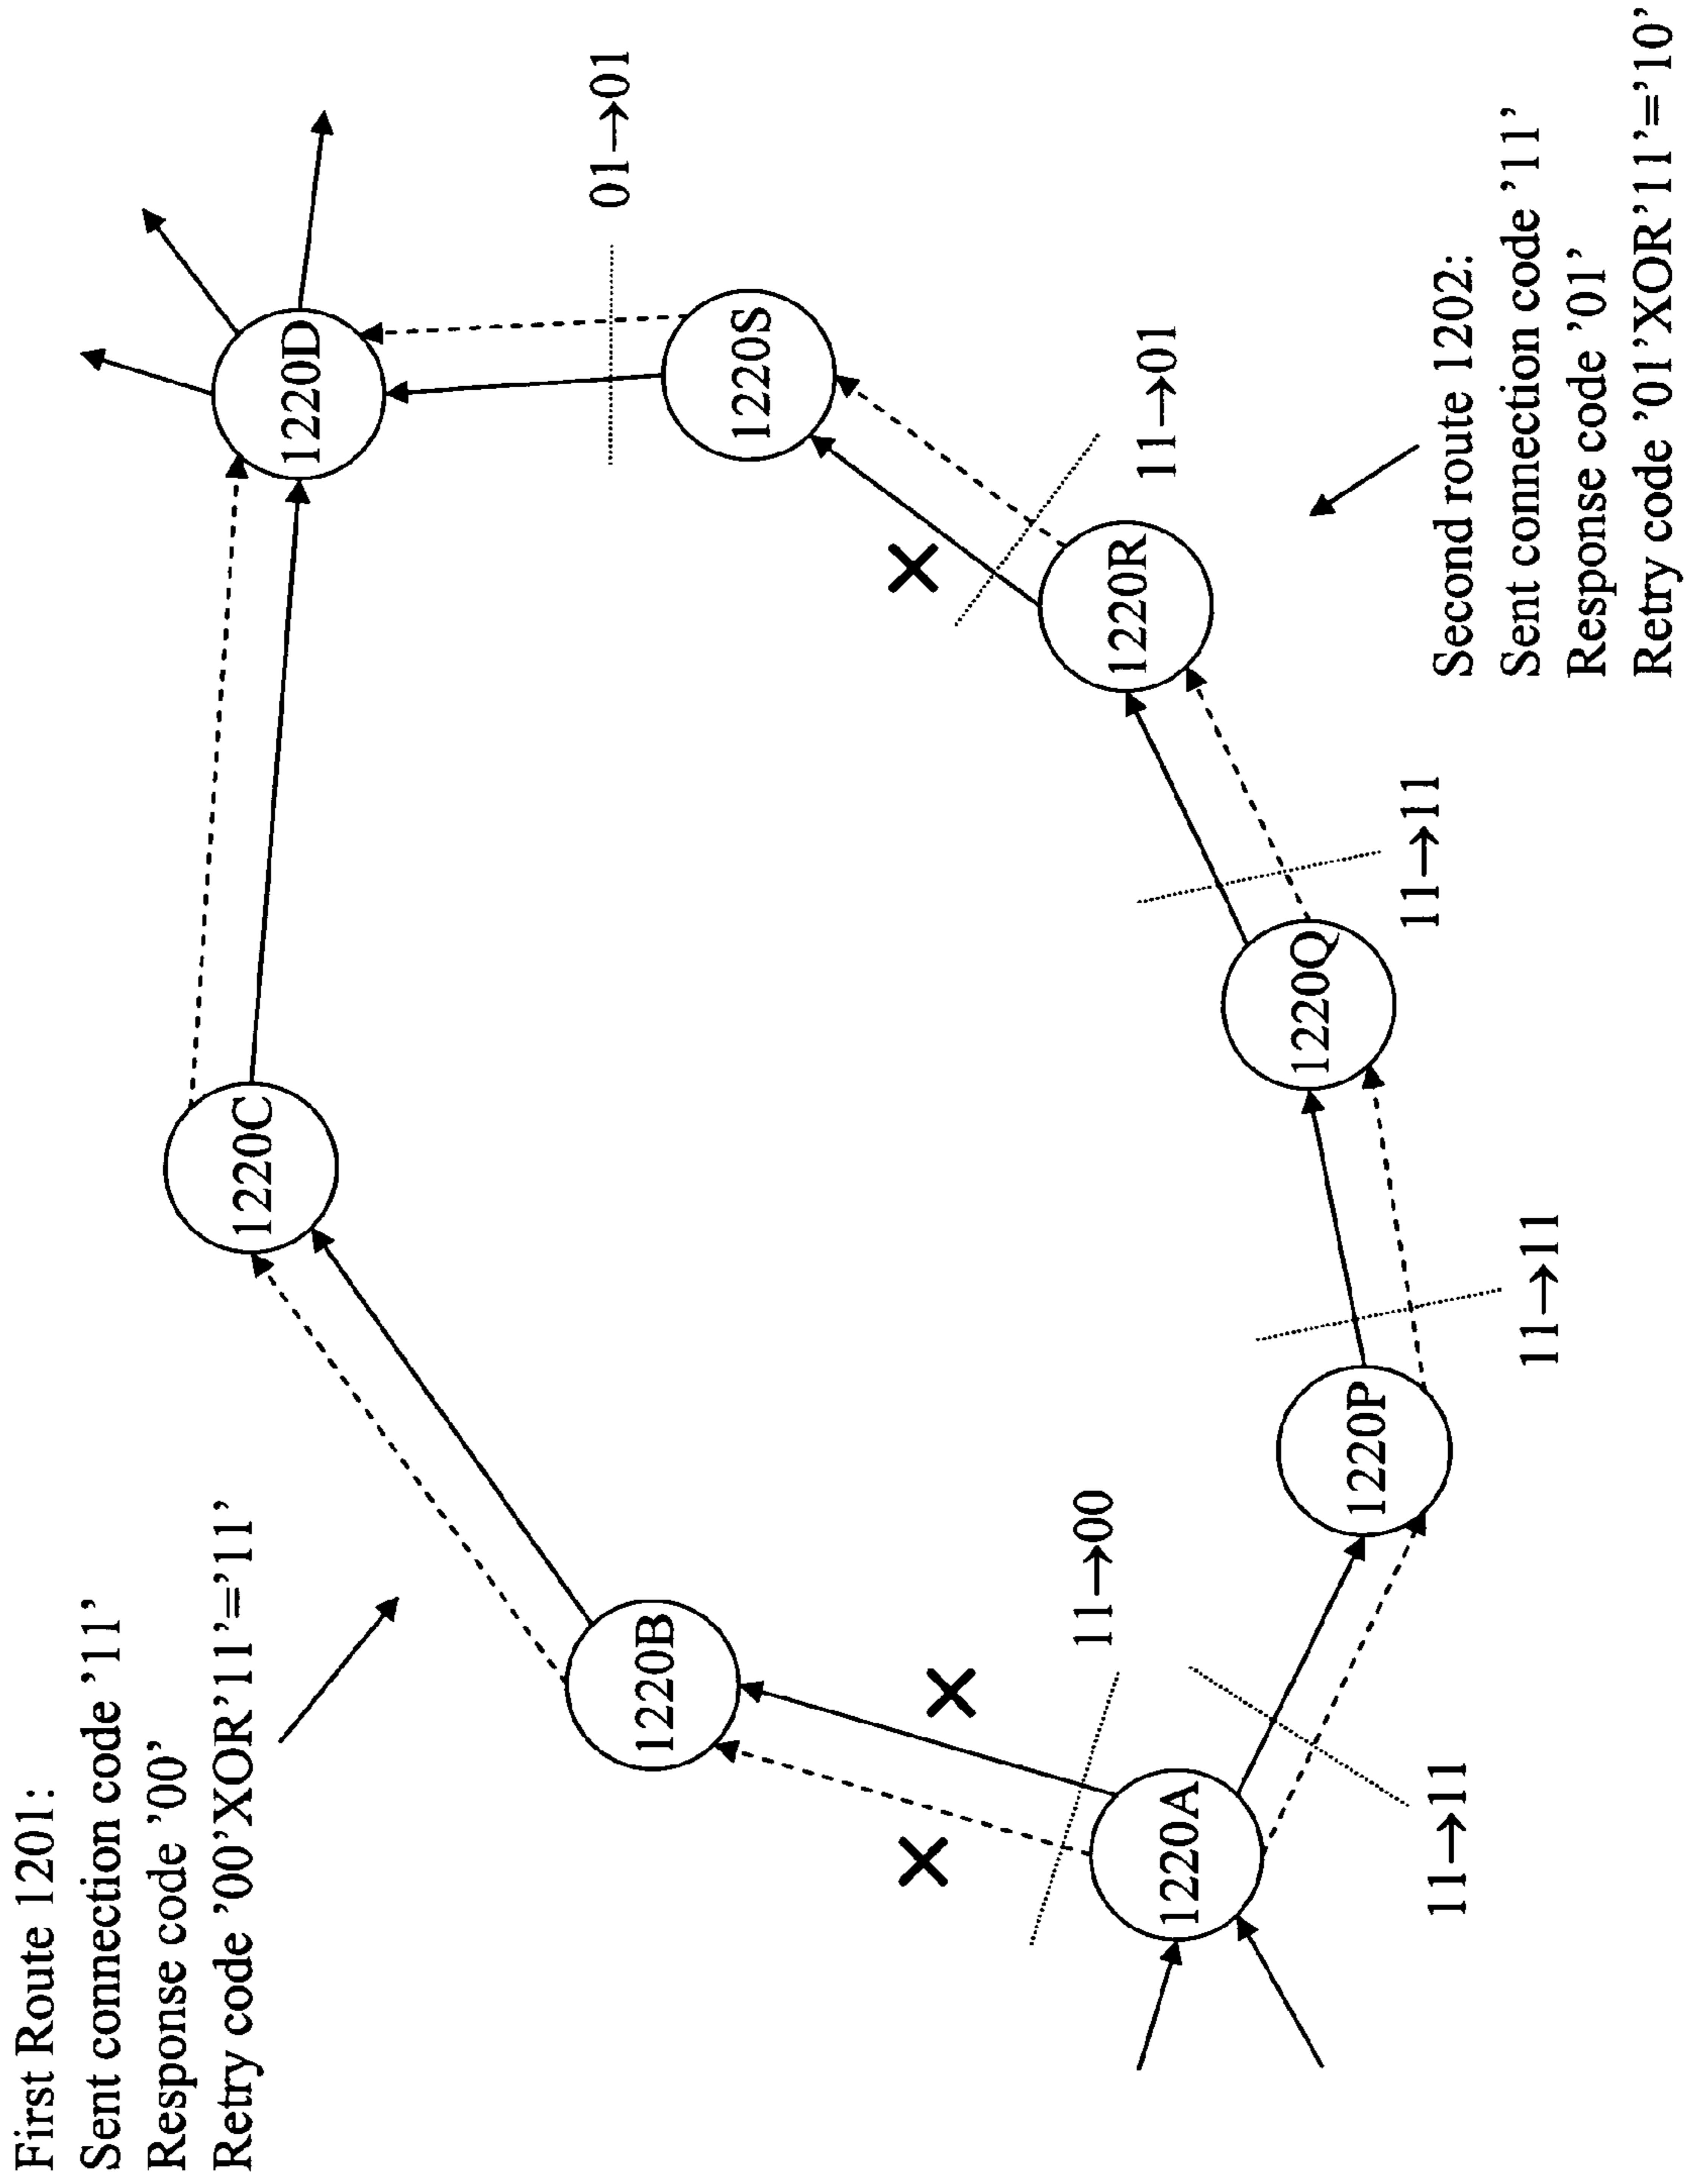 First Route 1201:
Sent connection code '11'
Response code '00'
Retry code '00'XOR'11'='11'
1220C
1220D
1220B
01→01
1220S
11→00
11→01
1220A
1220R
1220Q
1220P
11→11
11→11
11→11
Second route 1202:
Sent connection code '11'
Response code '01'
Retry code '01'XOR'11'='10'